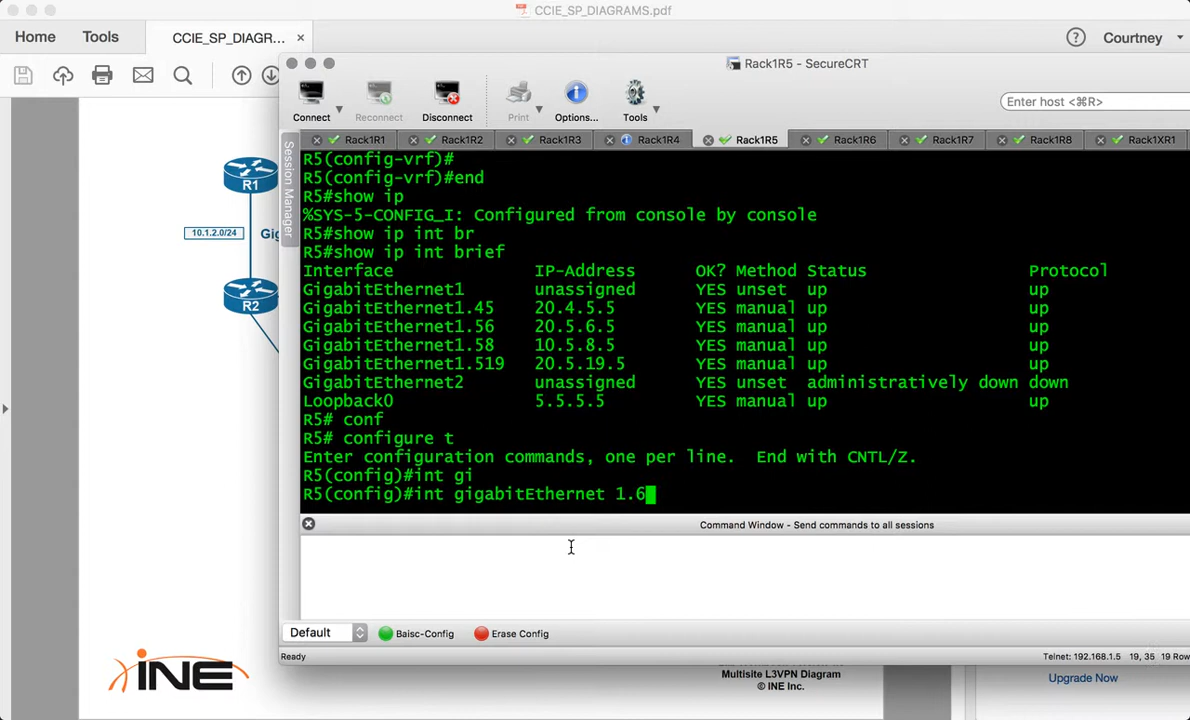 CCIE_SP_DIAGRAMS.pdf
Home Tools CCIE_SP_DIAGR... × ? Courtney
Rack1R5 - SecureCRT
Connect Reconnect Disconnect Print Options... Tools
Enter host <⌘R>
Session Manager
Rack1R1 Rack1R2 Rack1R3 Rack1R4 Rack1R5 Rack1R6 Rack1R7 Rack1R8 Rack1XR1
R5(config-vrf)#
R5(config-vrf)#end
R5#show ip
%SYS-5-CONFIG_I: Configured from console by console
R5#show ip int br
R5#show ip int brief
Interface IP-Address OK? Method Status Protocol
GigabitEthernet1 unassigned YES unset up up
GigabitEthernet1.45 20.4.5.5 YES manual up up
GigabitEthernet1.56 20.5.6.5 YES manual up up
GigabitEthernet1.58 10.5.8.5 YES manual up up
GigabitEthernet1.519 20.5.19.5 YES manual up up
GigabitEthernet2 unassigned YES unset administratively down down
Loopback0 5.5.5.5 YES manual up up
R5# conf
R5# configure t
Enter configuration commands, one per line. End with CNTL/Z.
R5(config)#int gi
R5(config)#int gigabitEthernet 1.6
R1
10.1.2.0/24
Gi
R2
Command Window - Send commands to all sessions
Default Baisc-Config Erase Config
Ready Telnet: 192.168.1.5 19, 35 19 Row
INE
Multisite L3VPN Diagram
© INE Inc.
Upgrade Now